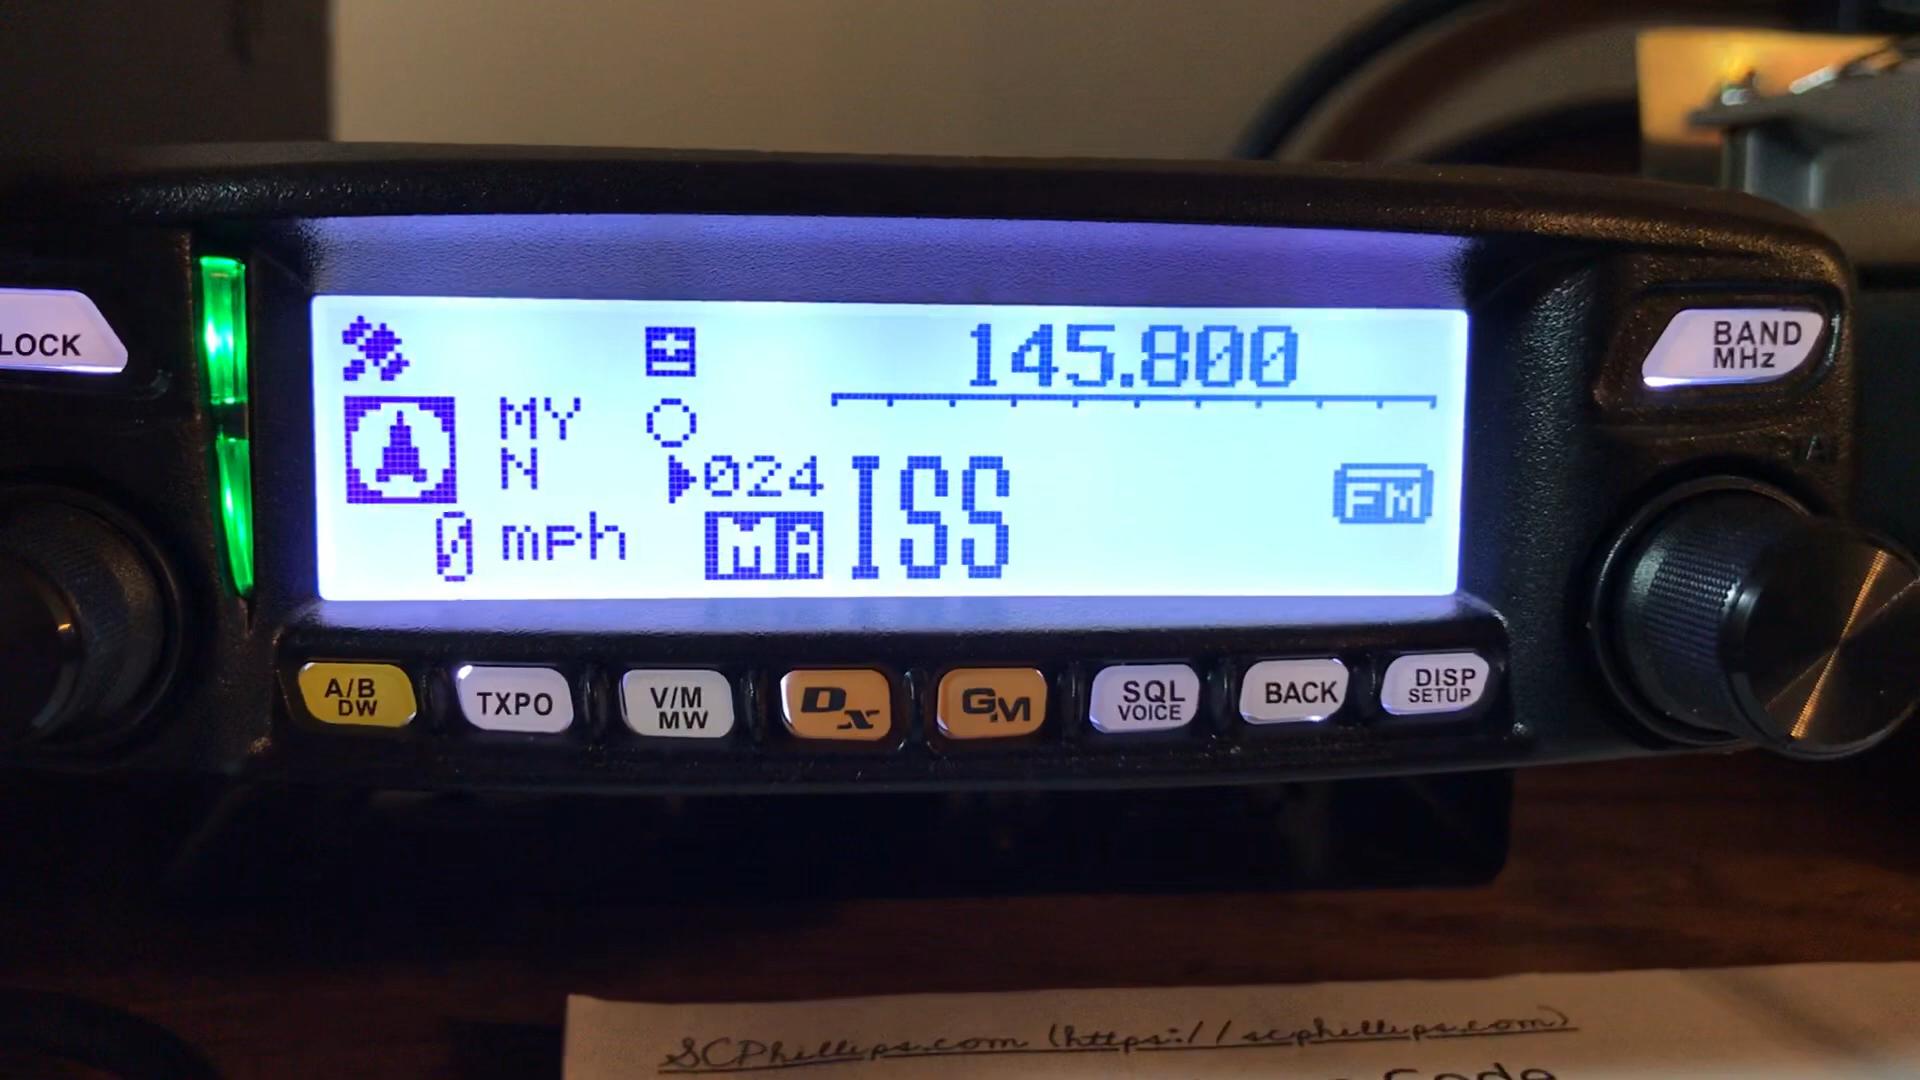 LOCK
145.800
BAND
MHz
MY
N
024
0 mph
MA
ISS
FM
A/B
DW
TXPO
V/M
MW
DX
GM
SQL
VOICE
BACK
DISP
SETUP
SCPhillips.com (https://scphillips.com)
Code